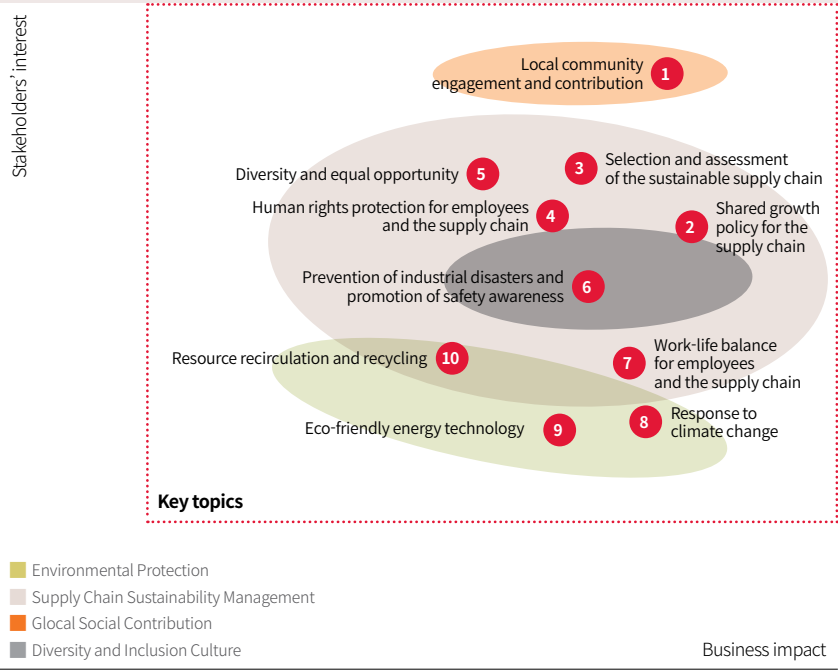 Stakeholders’ interest
Local community
engagement and contribution
1
Diversity and equal opportunity
5
3
Selection and assessment
of the sustainable supply chain
Human rights protection for employees
and the supply chain
4
2
Shared growth
policy for the
supply chain
Prevention of industrial disasters and
promotion of safety awareness
6
Resource recirculation and recycling
10
7
Work-life balance
for employees
and the supply chain
Eco-friendly energy technology
9
8
Response to
climate change
Key topics
Environmental Protection
Supply Chain Sustainability Management
Glocal Social Contribution
Diversity and Inclusion Culture
Business impact